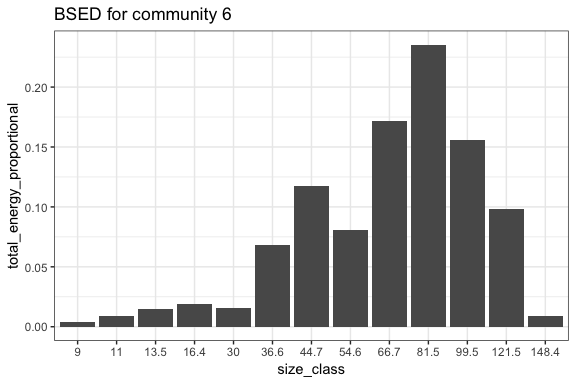 BSED for community 6
total_energy_proportional
0.20
0.15
0.10
0.05
0.00
9 11 13.5 16.4 30 36.6 44.7 54.6 66.7 81.5 99.5 121.5 148.4
size_class